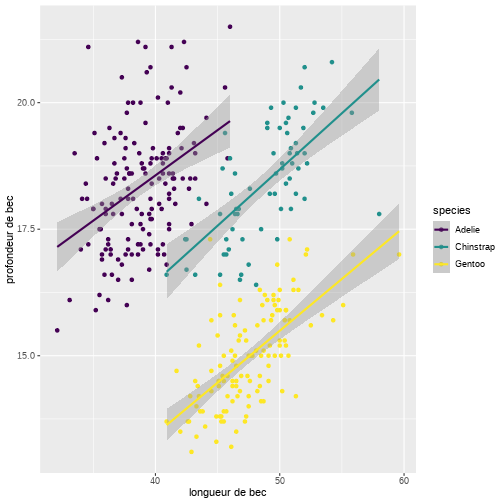 profondeur de bec
20.0
17.5
15.0
40
50
60
longueur de bec
species
Adelie
Chinstrap
Gentoo